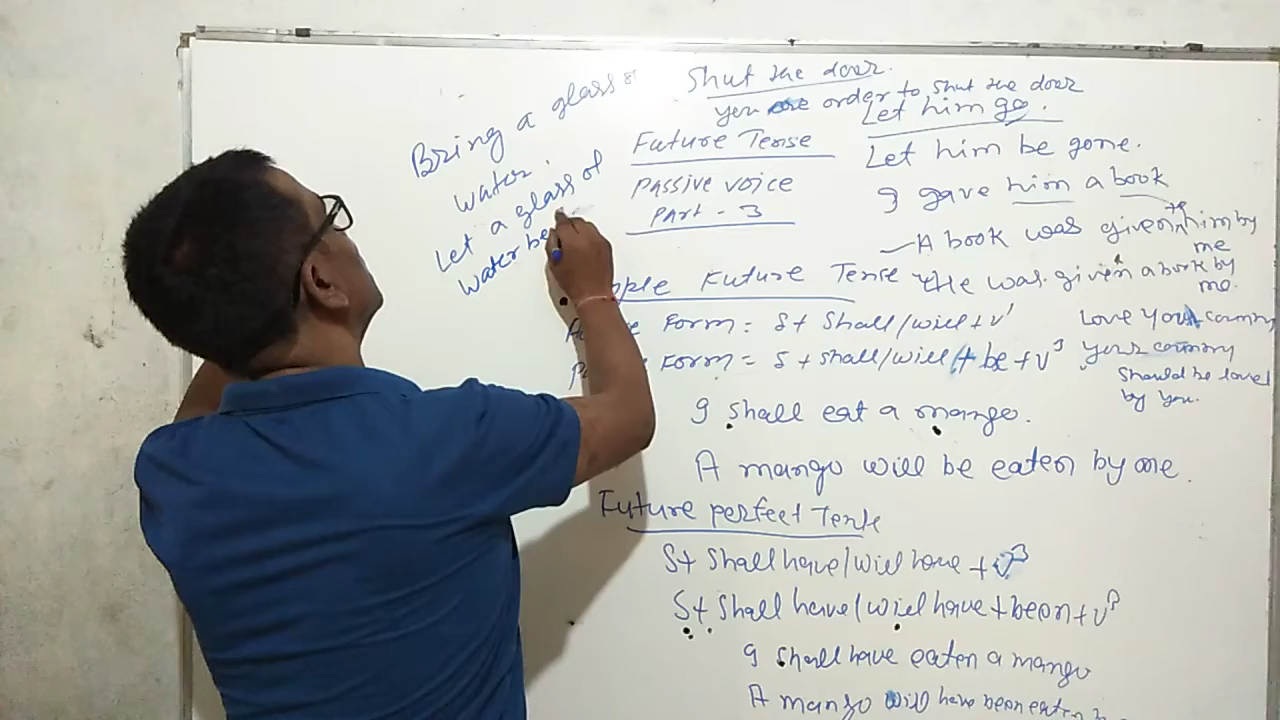 Bring a glass of
water.
Let a glass of
water be
Shut the door.
you are order to shut the door
Future Tense
Passive voice
Part - 3
Let him go.
Let him be gone.
I gave him a book
A book was given to him by
me
He was given a book by
me.
ple Future Tense
Form = S + Shall/will + V1
Form = S + shall/will + be + V3
Love your country
your country
should be loved
by you.
I shall eat a mango.
A mango will be eaten by me.
Future perfect Tense
S + Shall have/will have + V3
S + Shall have/will have + been + V3
I shall have eaten a mango
A mango will have been eaten